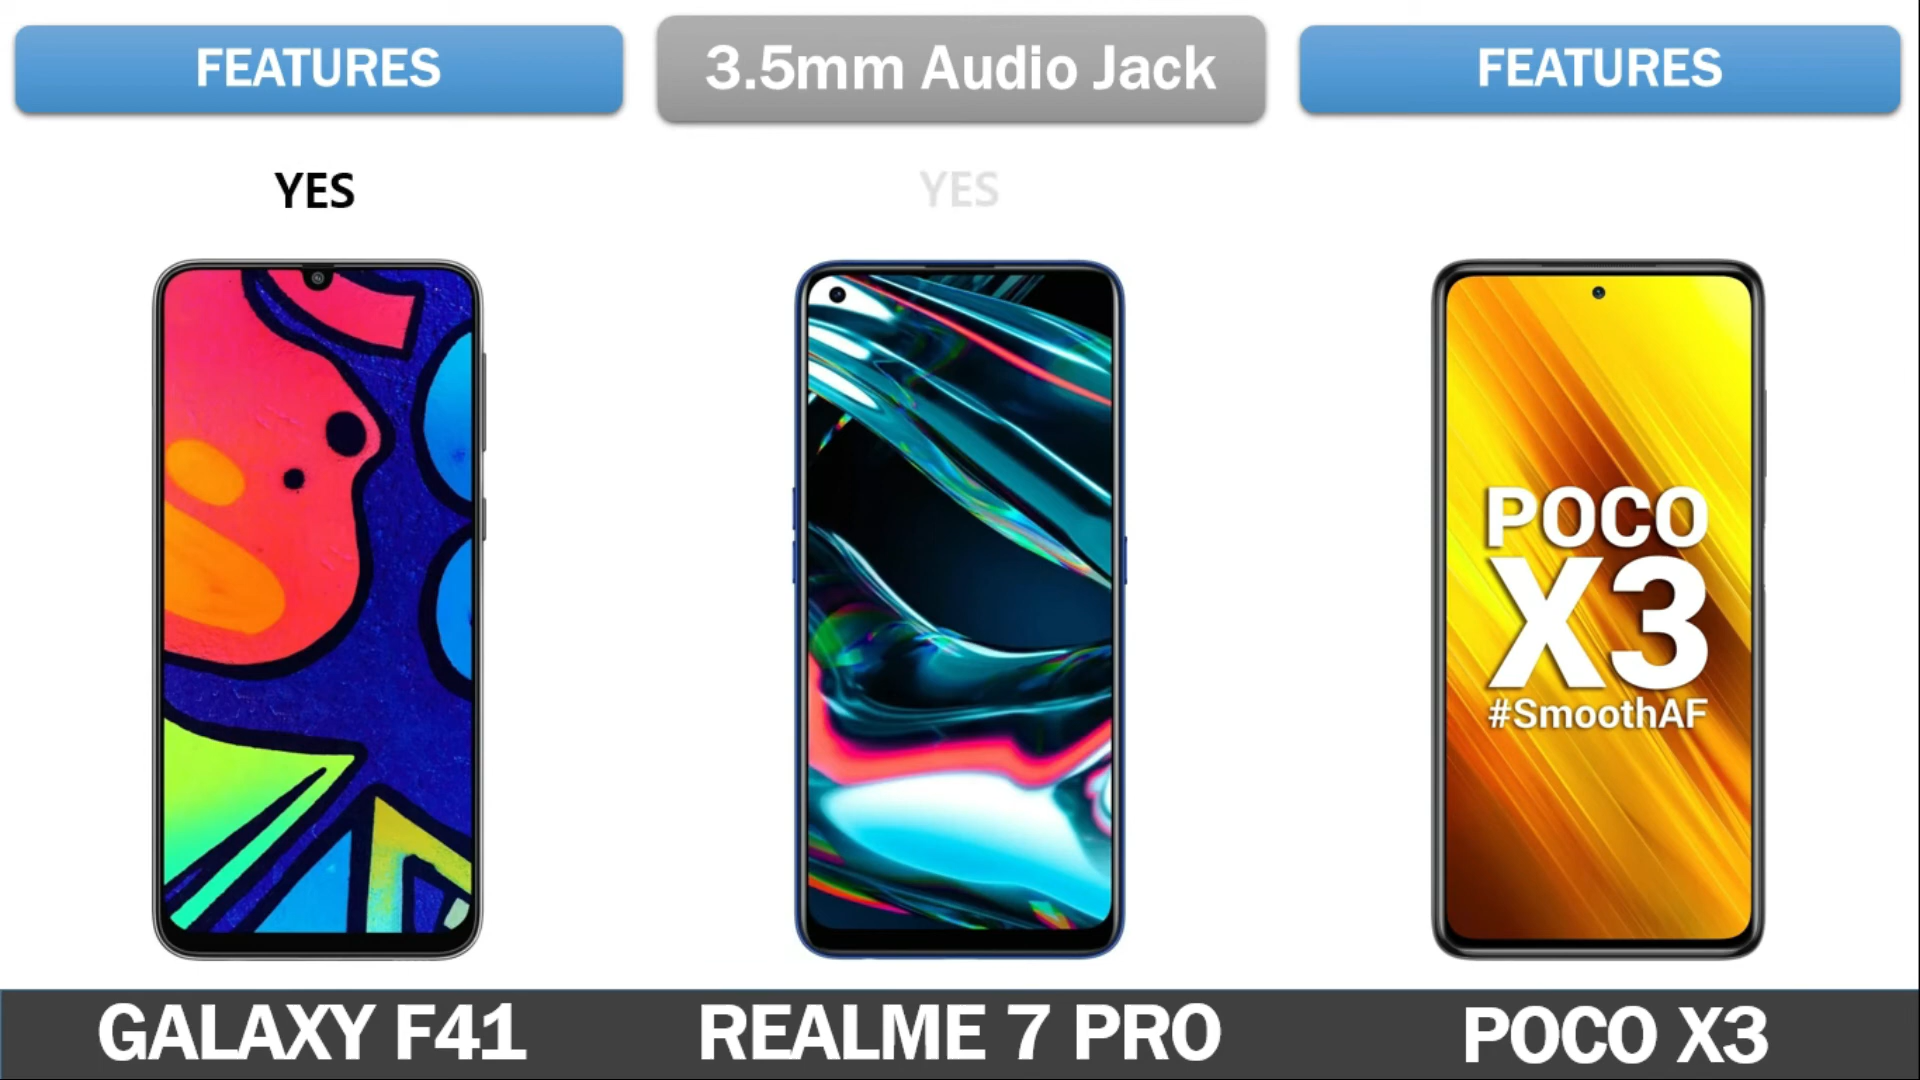 FEATURES
3.5mm Audio Jack
FEATURES
YES
YES
POCO
X3
#SmoothAF
GALAXY F41
REALME 7 PRO
POCO X3